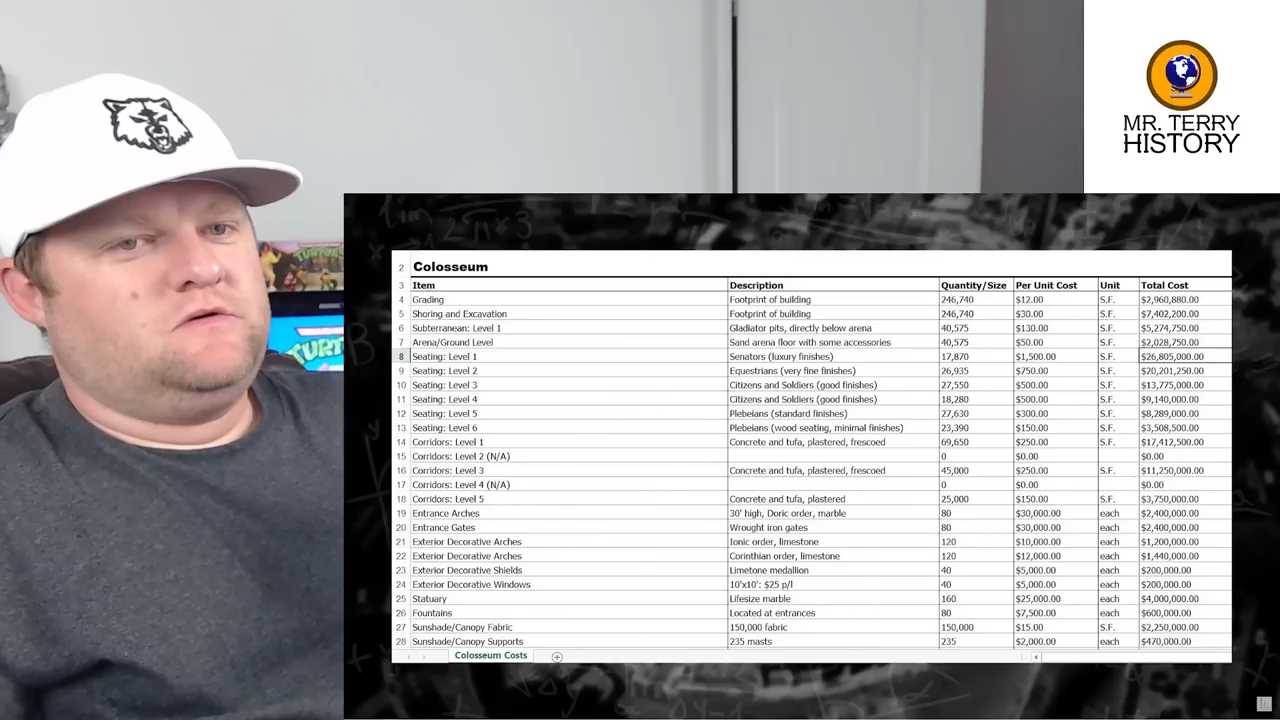 MR. TERRY
HISTORY
TURTLES
TURT
2 Colosseum
3 Item Description Quantity/Size Per Unit Cost Unit Total Cost
4 Grading Footprint of building 246,740 $12.00 S.F. $2,960,880.00
5 Shoring and Excavation Footprint of building 246,740 $30.00 S.F. $7,402,200.00
6 Subterranean: Level 1 Gladiator pits, directly below arena 40,575 $130.00 S.F. $5,274,750.00
7 Arena/Ground Level Sand arena floor with some accessories 40,575 $50.00 S.F. $2,028,750.00
8 Seating: Level 1 Senators (luxury finishes) 17,870 $1,500.00 S.F. $26,805,000.00
9 Seating: Level 2 Equestrians (very fine finishes) 26,935 $750.00 S.F. $20,201,250.00
10 Seating: Level 3 Citizens and Soldiers (good finishes) 27,550 $500.00 S.F. $13,775,000.00
11 Seating: Level 4 Citizens and Soldiers (good finishes) 18,280 $500.00 S.F. $9,140,000.00
12 Seating: Level 5 Plebeians (standard finishes) 27,630 $300.00 S.F. $8,289,000.00
13 Seating: Level 6 Plebeians (wood seating, minimal finishes) 23,390 $150.00 S.F. $3,508,500.00
14 Corridors: Level 1 Concrete and tufa, plastered, frescoed 69,650 $250.00 S.F. $17,412,500.00
15 Corridors: Level 2 (N/A) 0 $0.00 $0.00
16 Corridors: Level 3 Concrete and tufa, plastered, frescoed 45,000 $250.00 S.F. $11,250,000.00
17 Corridors: Level 4 (N/A) 0 $0.00 $0.00
18 Corridors: Level 5 Concrete and tufa, plastered 25,000 $150.00 S.F. $3,750,000.00
19 Entrance Arches 30' high, Doric order, marble 80 $30,000.00 each $2,400,000.00
20 Entrance Gates Wrought iron gates 80 $30,000.00 each $2,400,000.00
21 Exterior Decorative Arches Ionic order, limestone 120 $10,000.00 each $1,200,000.00
22 Exterior Decorative Arches Corinthian order, limestone 120 $12,000.00 each $1,440,000.00
23 Exterior Decorative Shields Limetone medallion 40 $5,000.00 each $200,000.00
24 Exterior Decorative Windows 10'x10': $25 p/l 40 $5,000.00 each $200,000.00
25 Statuary Lifesize marble 160 $25,000.00 each $4,000,000.00
26 Fountains Located at entrances 80 $7,500.00 each $600,000.00
27 Sunshade/Canopy Fabric 150,000 fabric 150,000 $15.00 S.F. $2,250,000.00
28 Sunshade/Canopy Supports 235 masts 235 $2,000.00 each $470,000.00
Colosseum Costs